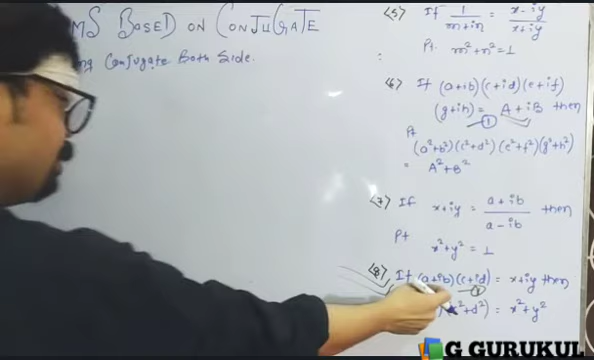 MS BASED ON CONJUGATE
ng Conjugate Both Side.
<5> If 1/(m+in) = (x-iy)/(x+iy)
Pt. m²+n²=1
<6> If (a+ib)(c+id)(e+if)
(g+ih) = A+iB then
①
Pt
(a²+b²)(c²+d²)(e²+f²)(g²+h²)
= A²+B²
<7> If x+iy = (a+ib)/(a-ib) then
Pt
x²+y²=1
<8> If (a+ib)(c+id) = x+iy then
²+d²) = x²+y²
G GURUKUL